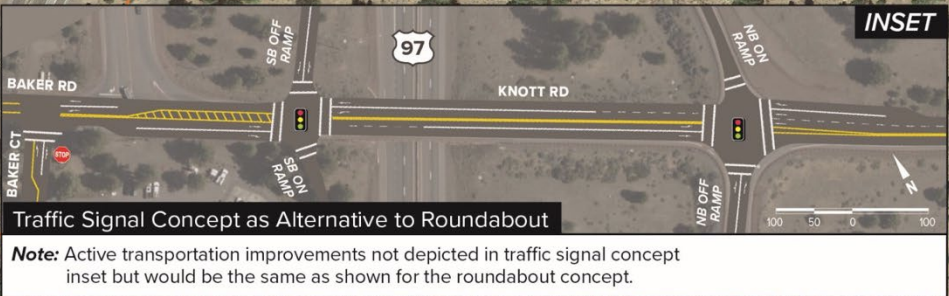 INSET
SB OFF
RAMP
97
NB ON
RAMP
BAKER RD
KNOTT RD
BAKER CT
STOP
SB ON
RAMP
NB OFF
RAMP
N
100 50 0 100
Traffic Signal Concept as Alternative to Roundabout
Note: Active transportation improvements not depicted in traffic signal concept
inset but would be the same as shown for the roundabout concept.